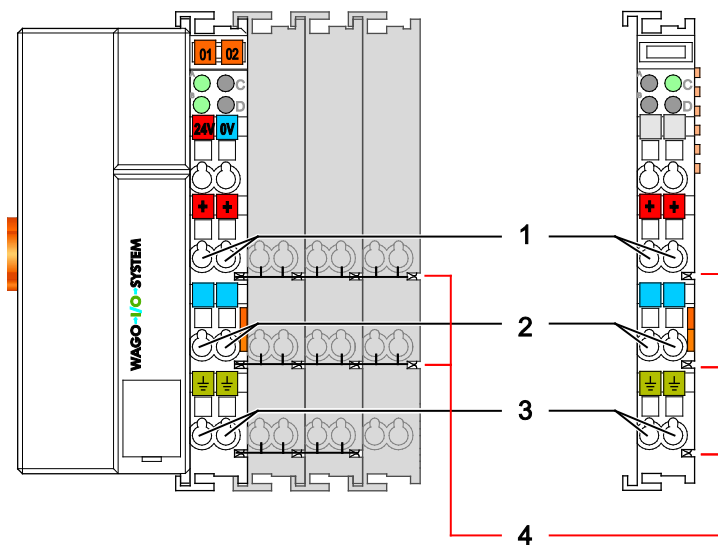 01 02
A C
B D
24V 0V
+ +
1
2
3
4
WAGO-I/O-SYSTEM
A C
B D
+ +